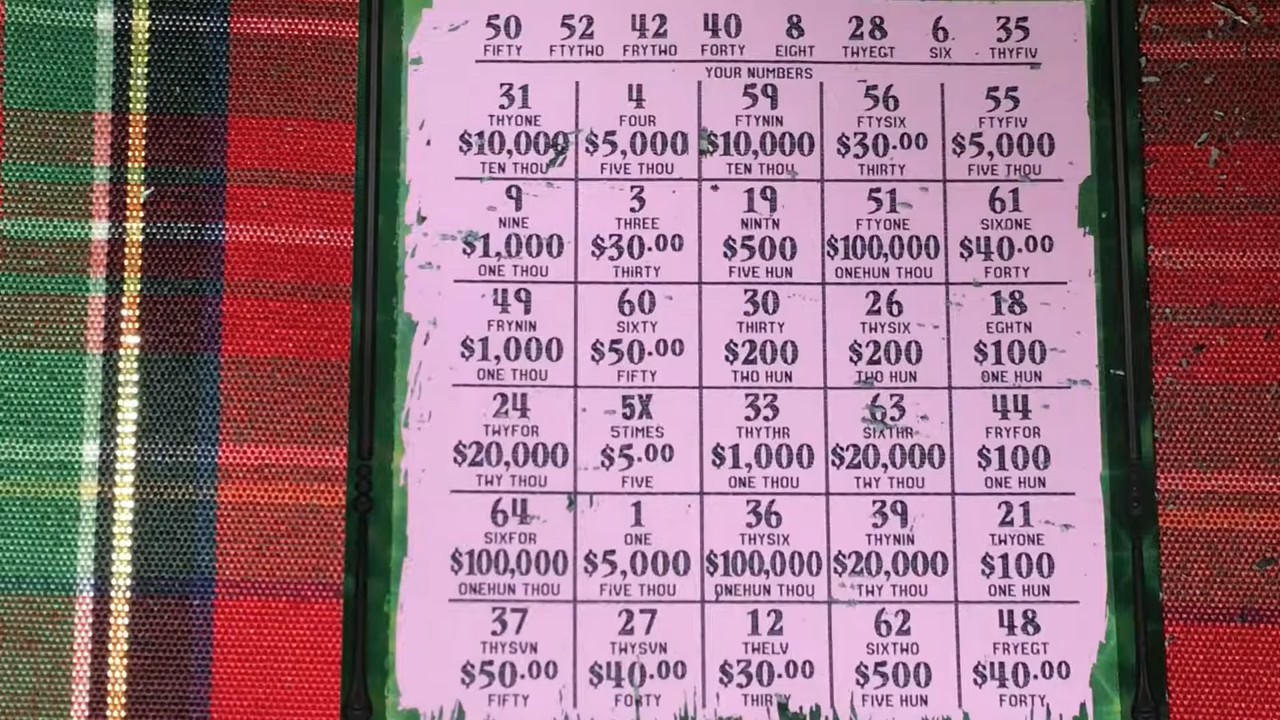 50 52 42 40 8 28 6 35
FIFTY FTYTWO FRYTWO FORTY EIGHT THYEGT SIX THYFIV
YOUR NUMBERS
31 4 59 56 55
THYONE FOUR FTYNIN FTYSIX FTYFIV
$10,000 $5,000 $10,000 $30.00 $5,000
TEN THOU FIVE THOU TEN THOU THIRTY FIVE THOU
9 3 19 51 61
NINE THREE NINTN FTYONE SIXONE
$1,000 $30.00 $500 $100,000 $40.00
ONE THOU THIRTY FIVE HUN ONEHUN THOU FORTY
49 60 30 26 18
FRYNIN SIXTY THIRTY TWYSIX EGHTN
$1,000 $50.00 $200 $200 $100
ONE THOU FIFTY TWO HUN TWO HUN ONE HUN
24 5X 33 63 44
TWYFOR 5TIMES THYTHR SIXTHR FRYFOR
$20,000 $5.00 $1,000 $20,000 $100
TWY THOU FIVE ONE THOU TWY THOU ONE HUN
64 1 36 39 21
SIXFOR ONE THYSIX THYNIN TWYONE
$100,000 $5,000 $100,000 $20,000 $100
ONEHUN THOU FIVE THOU ONEHUN THOU TWY THOU ONE HUN
37 27 12 62 48
THYSVN TWYSVN TWELV SIXTWO FRYEGT
$50.00 $40.00 $30.00 $500 $40.00
FIFTY FORTY THIRTY FIVE HUN FORTY